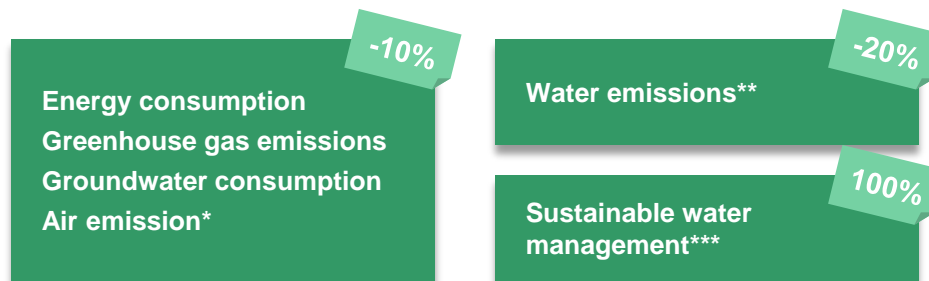 -10%
Energy consumption
Greenhouse gas emissions
Groundwater consumption
Air emission*
-20%
Water emissions**
100%
Sustainable water
management***